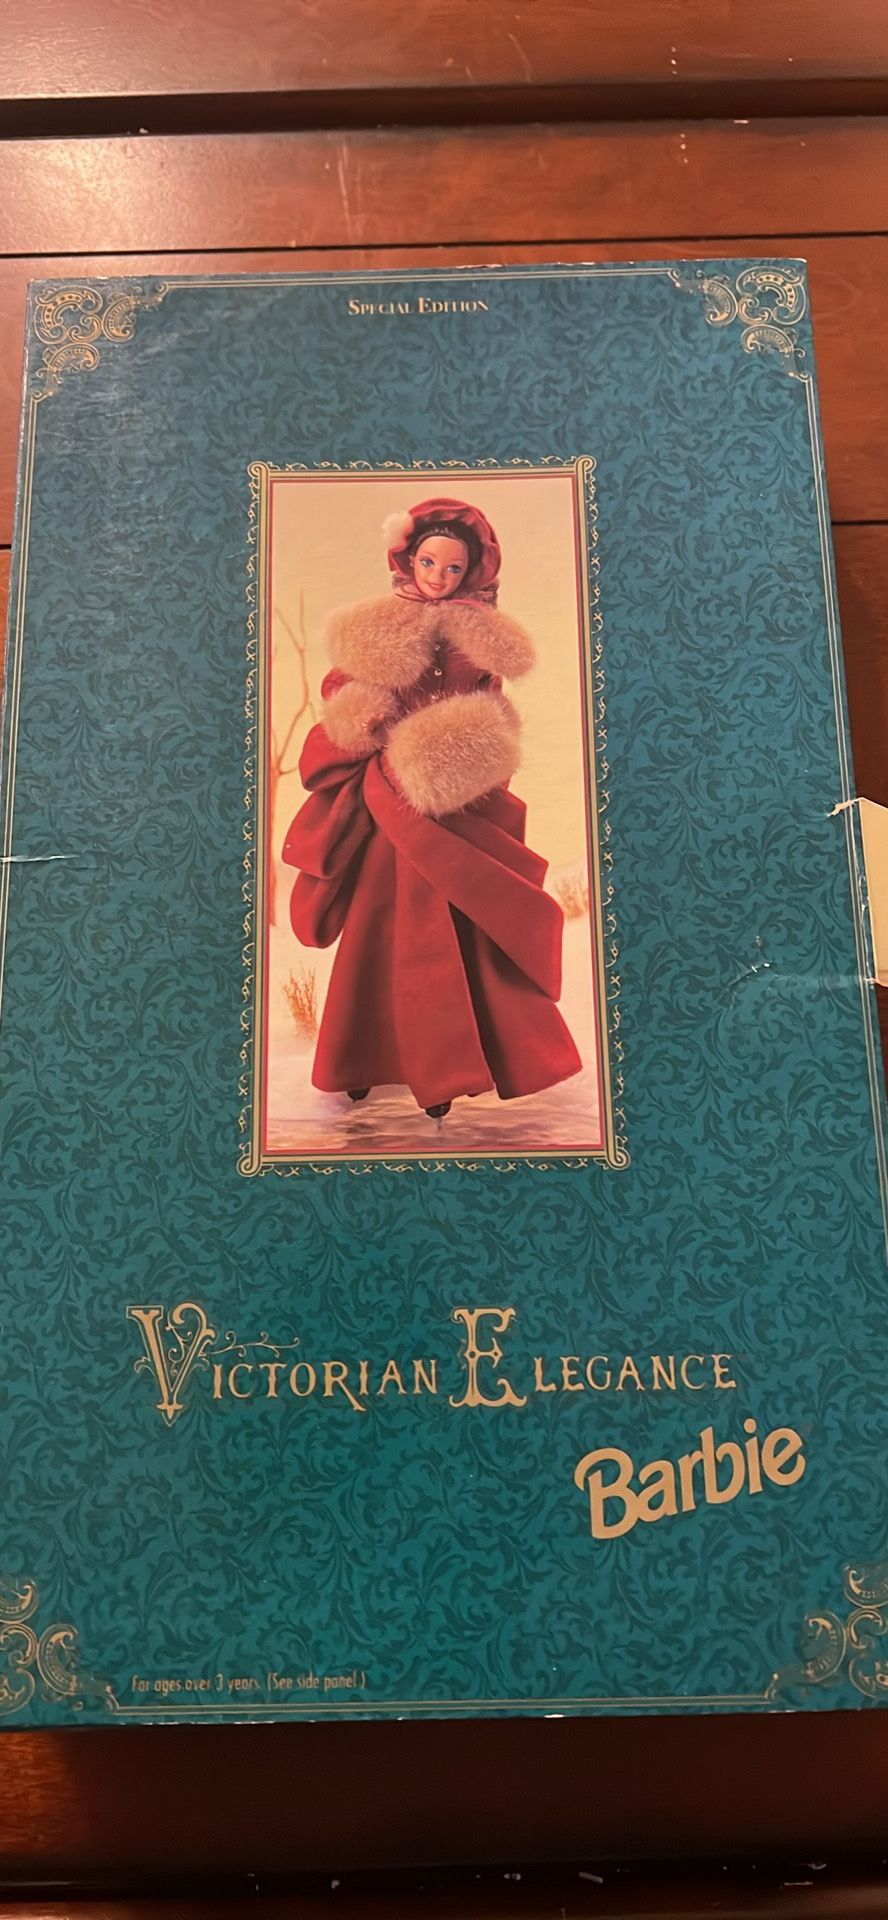 SPECIAL EDITION
VICTORIAN ELEGANCE
Barbie
For ages over 3 years. (See side panel.)